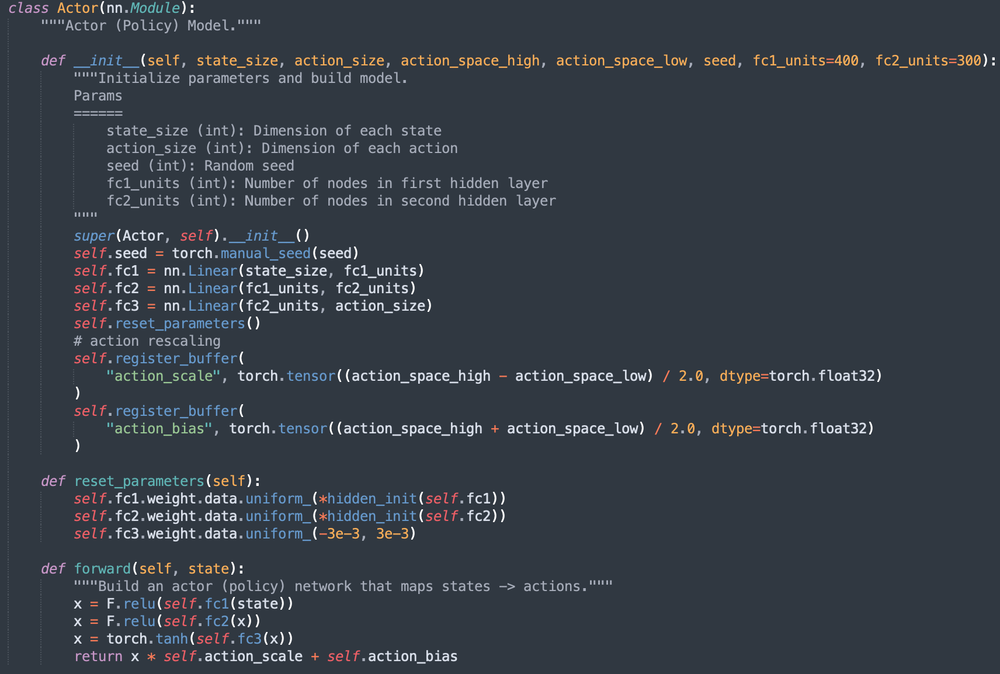 class Actor(nn.Module):
    """Actor (Policy) Model."""

    def __init__(self, state_size, action_size, action_space_high, action_space_low, seed, fc1_units=400, fc2_units=300):
        """Initialize parameters and build model.
        Params
        ======
            state_size (int): Dimension of each state
            action_size (int): Dimension of each action
            seed (int): Random seed
            fc1_units (int): Number of nodes in first hidden layer
            fc2_units (int): Number of nodes in second hidden layer
        """
        super(Actor, self).__init__()
        self.seed = torch.manual_seed(seed)
        self.fc1 = nn.Linear(state_size, fc1_units)
        self.fc2 = nn.Linear(fc1_units, fc2_units)
        self.fc3 = nn.Linear(fc2_units, action_size)
        self.reset_parameters()
        # action rescaling
        self.register_buffer(
            "action_scale", torch.tensor((action_space_high - action_space_low) / 2.0, dtype=torch.float32)
        )
        self.register_buffer(
            "action_bias", torch.tensor((action_space_high + action_space_low) / 2.0, dtype=torch.float32)
        )

    def reset_parameters(self):
        self.fc1.weight.data.uniform_(*hidden_init(self.fc1))
        self.fc2.weight.data.uniform_(*hidden_init(self.fc2))
        self.fc3.weight.data.uniform_(-3e-3, 3e-3)

    def forward(self, state):
        """Build an actor (policy) network that maps states -> actions."""
        x = F.relu(self.fc1(state))
        x = F.relu(self.fc2(x))
        x = torch.tanh(self.fc3(x))
        return x * self.action_scale + self.action_bias